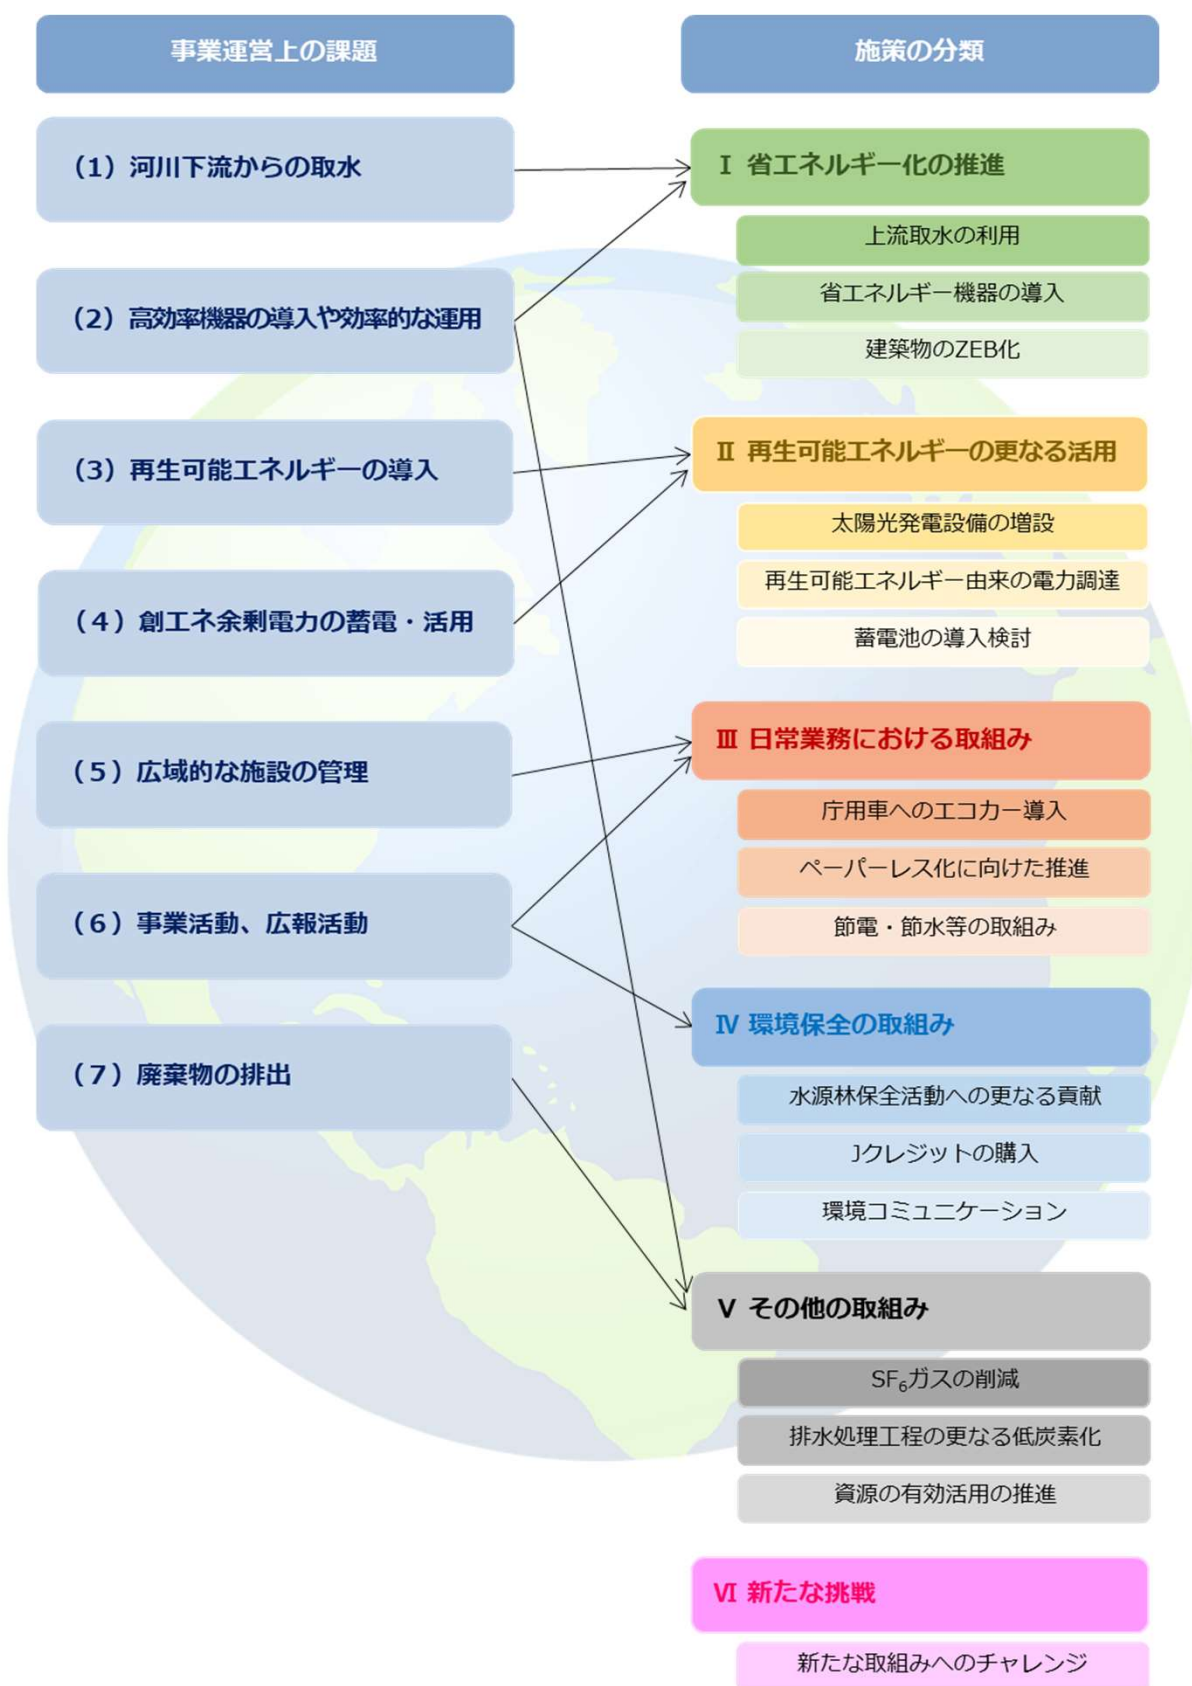 事業運営上の課題
施策の分類
（1）河川下流からの取水
（2）高効率機器の導入や効率的な運用
（3）再生可能エネルギーの導入
（4）創エネ余剰電力の蓄電・活用
（5）広域的な施設の管理
（6）事業活動、広報活動
（7）廃棄物の排出
Ⅰ 省エネルギー化の推進
上流取水の利用
省エネルギー機器の導入
建築物のZEB化
Ⅱ 再生可能エネルギーの更なる活用
太陽光発電設備の増設
再生可能エネルギー由来の電力調達
蓄電池の導入検討
Ⅲ 日常業務における取組み
庁用車へのエコカー導入
ペーパーレス化に向けた推進
節電・節水等の取組み
Ⅳ 環境保全の取組み
水源林保全活動への更なる貢献
Jクレジットの購入
環境コミュニケーション
Ⅴ その他の取組み
SF₆ガスの削減
排水処理工程の更なる低炭素化
資源の有効活用の推進
Ⅵ 新たな挑戦
新たな取組みへのチャレンジ